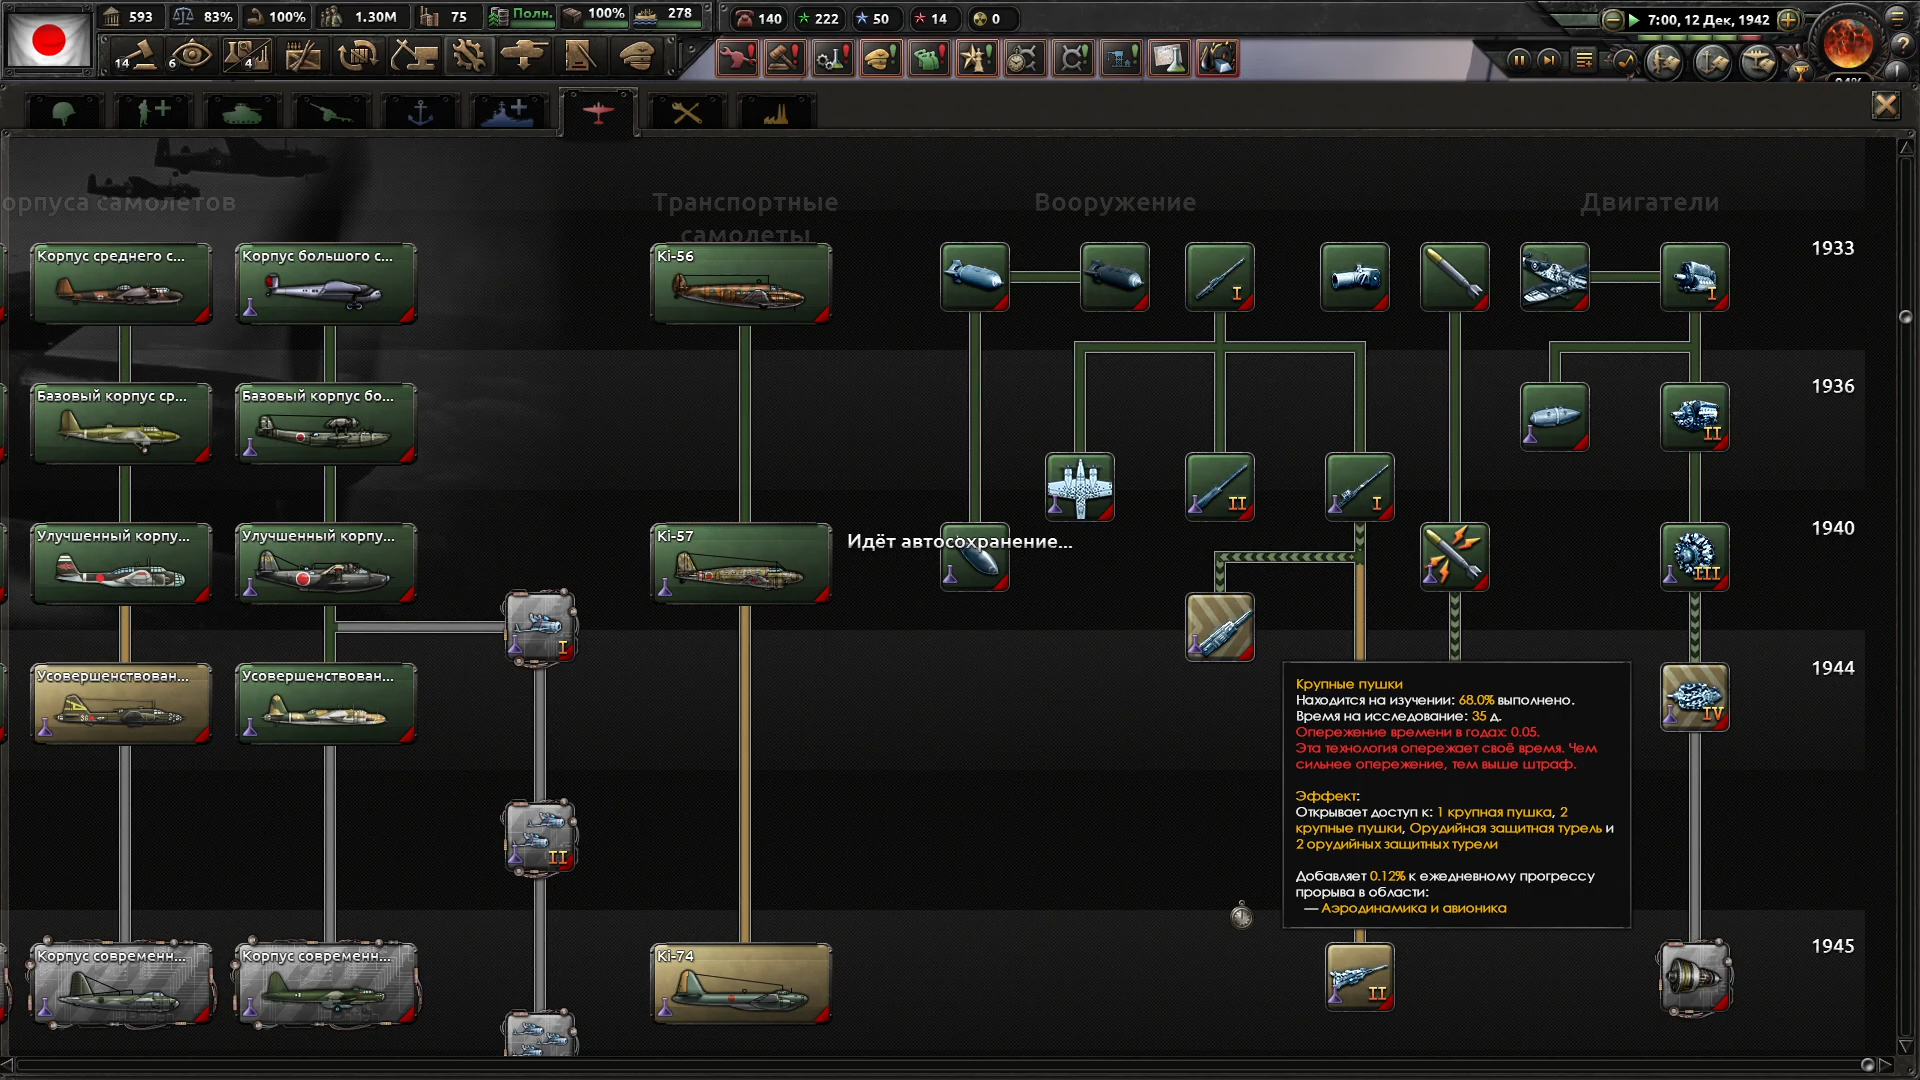 593
83%
100%
1.30M
75
Полн.
100%
278
140
222
50
14
0
7:00, 12 Дек, 1942
14
6
4
орпуса самолетов
Транспортные
самолеты
Вооружение
Двигатели
Корпус среднего с...
Корпус большого с...
Ki-56
I
I
1933
Базовый корпус ср...
Базовый корпус бо...
II
1936
II
I
Улучшенный корпу...
Улучшенный корпу...
Ki-57
Идёт автосохранение...
III
1940
I
Усовершенствован...
Усовершенствован...
IV
1944
Крупные пушки
Находится на изучении: 68.0% выполнено.
Время на исследование: 35 д.
Опережение времени в годах: 0.05.
Эта технология опережает своё время. Чем
сильнее опережение, тем выше штраф.
Эффект:
Открывает доступ к: 1 крупная пушка, 2
крупные пушки, Орудийная защитная турель и
2 орудийных защитных турели
Добавляет 0.12% к ежедневному прогрессу
прорыва в области:
— Аэродинамика и авионика
II
Корпус современн...
Корпус современн...
Ki-74
II
1945